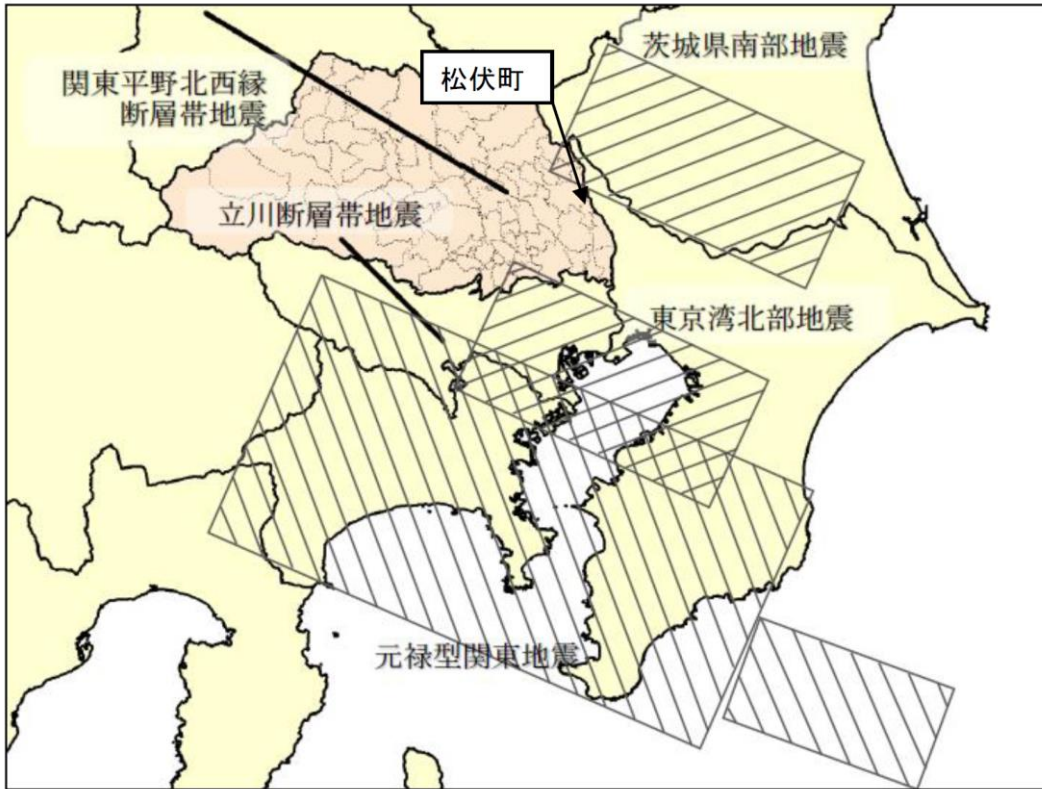 茨城県南部地震
松伏町
関東平野北西縁
断層帯地震
立川断層帯地震
東京湾北部地震
元禄型関東地震